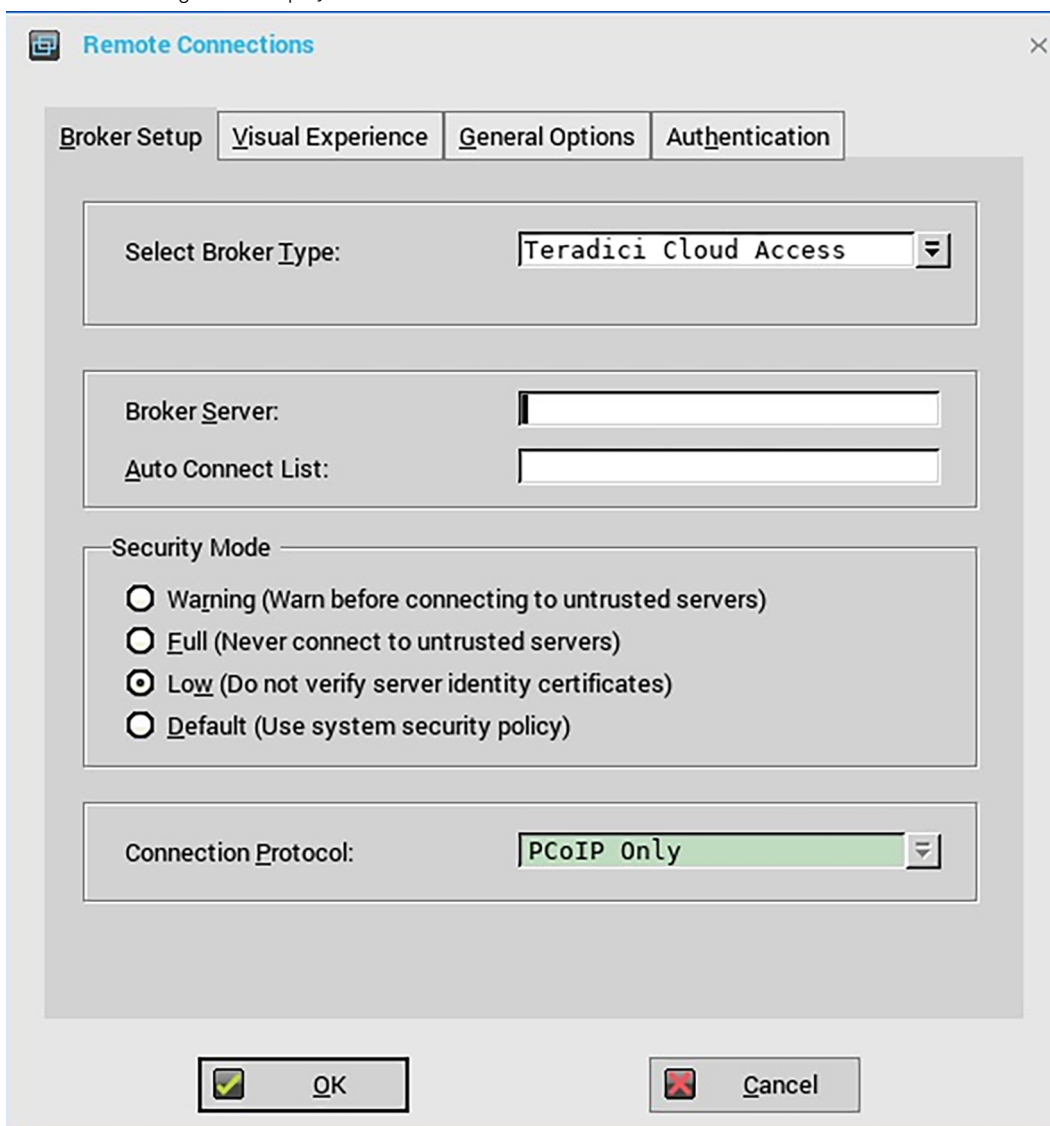 Remote Connections
Broker Setup Visual Experience General Options Authentication
Select Broker Type: Teradici Cloud Access
Broker Server:
Auto Connect List:
Security Mode
Warning (Warn before connecting to untrusted servers)
Full (Never connect to untrusted servers)
Low (Do not verify server identity certificates)
Default (Use system security policy)
Connection Protocol: PCoIP Only
OK Cancel